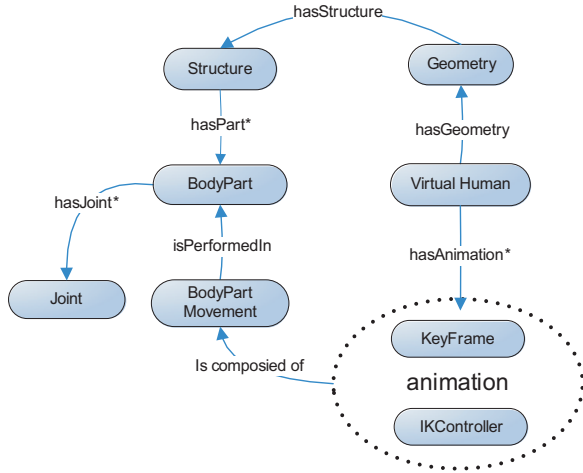 hasStructure
Structure
Geometry
hasPart*
hasGeometry
BodyPart
Virtual Human
hasJoint*
isPerformedIn
hasAnimation*
Joint
BodyPart
Movement
KeyFrame
Is composied of
animation
IKController